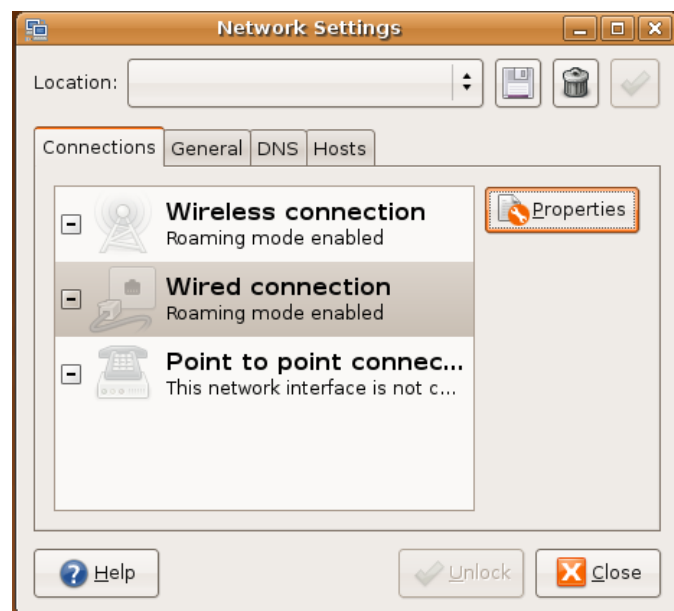 Network Settings
Location:
Connections General DNS Hosts
Wireless connection
Roaming mode enabled
Properties
Wired connection
Roaming mode enabled
Point to point connec...
This network interface is not c...
Help Unlock Close